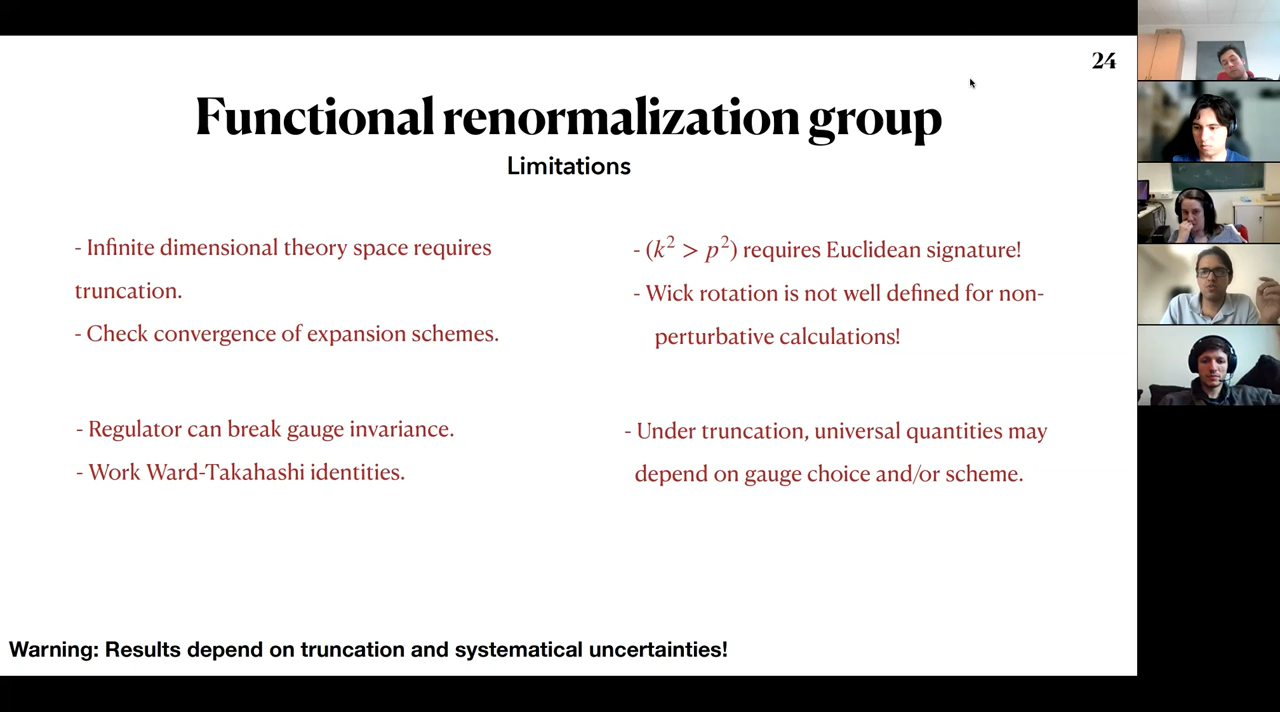 24
Functional renormalization group
Limitations
- Infinite dimensional theory space requires
truncation.
- Check convergence of expansion schemes.
- (k² > p²) requires Euclidean signature!
- Wick rotation is not well defined for non-
perturbative calculations!
- Regulator can break gauge invariance.
- Work Ward-Takahashi identities.
- Under truncation, universal quantities may
depend on gauge choice and/or scheme.
Warning: Results depend on truncation and systematical uncertainties!